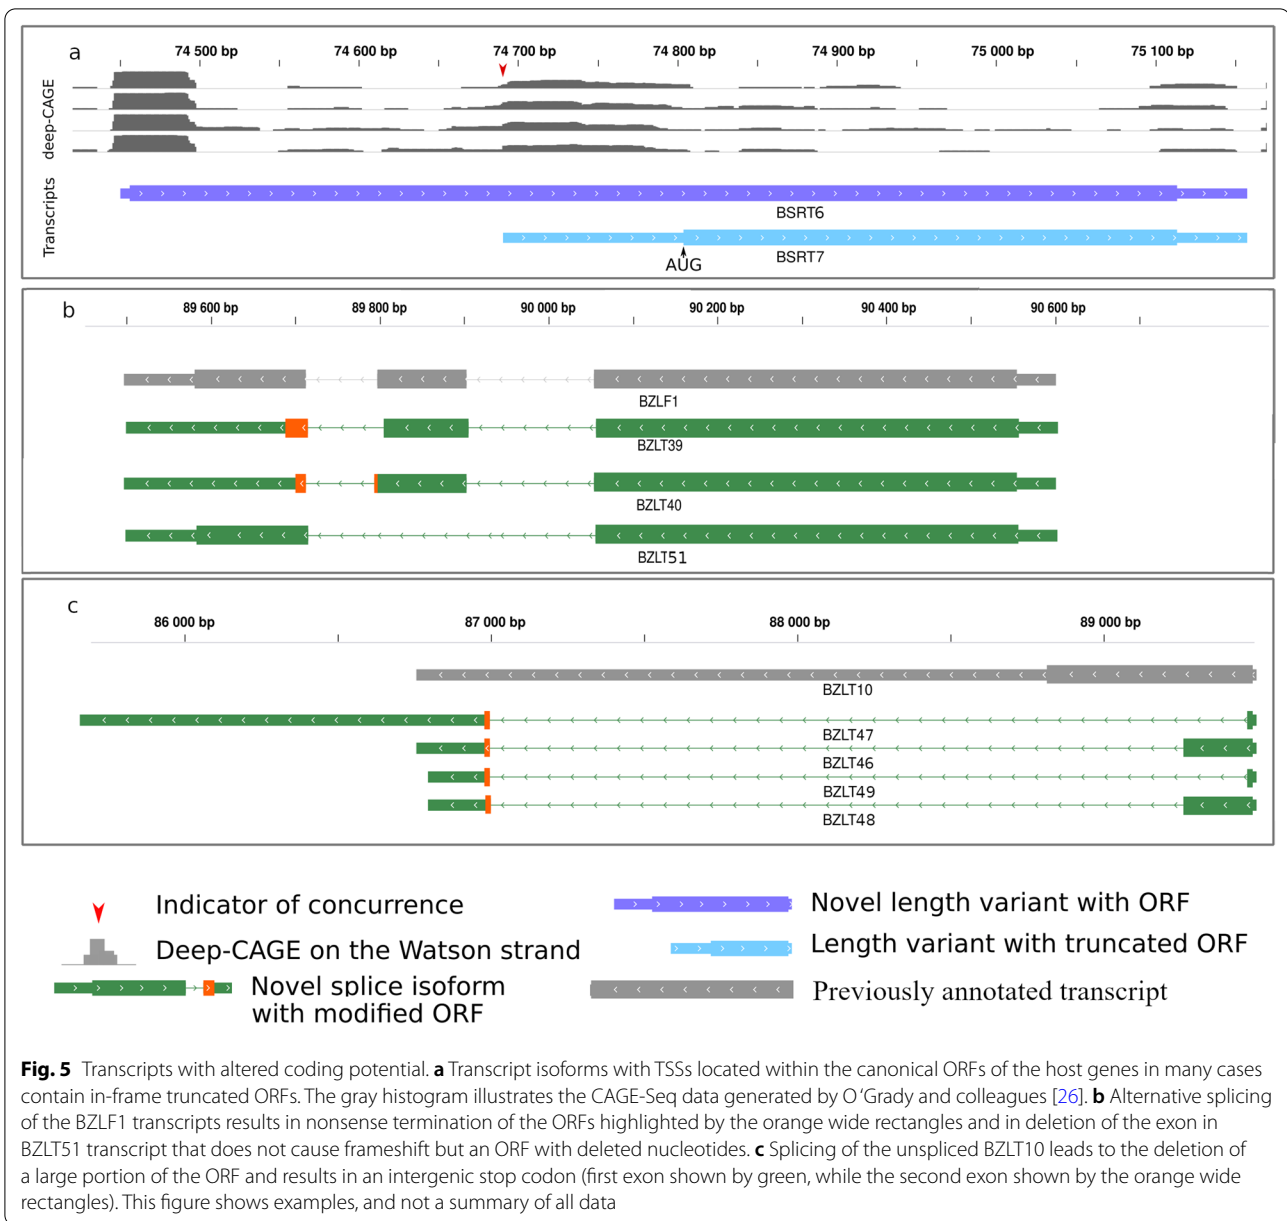 a
74 500 bp 74 600 bp 74 700 bp 74 800 bp 74 900 bp 75 000 bp 75 100 bp
deep-CAGE
Transcripts
BSRT6
BSRT7
AUG
b
89 600 bp 89 800 bp 90 000 bp 90 200 bp 90 400 bp 90 600 bp
BZLF1
BZLT39
BZLT40
BZLT51
c
86 000 bp 87 000 bp 88 000 bp 89 000 bp
BZLT10
BZLT47
BZLT46
BZLT49
BZLT48
Indicator of concurrence
Deep-CAGE on the Watson strand
Novel splice isoform
with modified ORF
Novel length variant with ORF
Length variant with truncated ORF
Previously annotated transcript
Fig. 5 Transcripts with altered coding potential. a Transcript isoforms with TSSs located within the canonical ORFs of the host genes in many cases
contain in-frame truncated ORFs. The gray histogram illustrates the CAGE-Seq data generated by O'Grady and colleagues [26]. b Alternative splicing
of the BZLF1 transcripts results in nonsense termination of the ORFs highlighted by the orange wide rectangles and in deletion of the exon in
BZLT51 transcript that does not cause frameshift but an ORF with deleted nucleotides. c Splicing of the unspliced BZLT10 leads to the deletion of
a large portion of the ORF and results in an intergenic stop codon (first exon shown by green, while the second exon shown by the orange wide
rectangles). This figure shows examples, and not a summary of all data